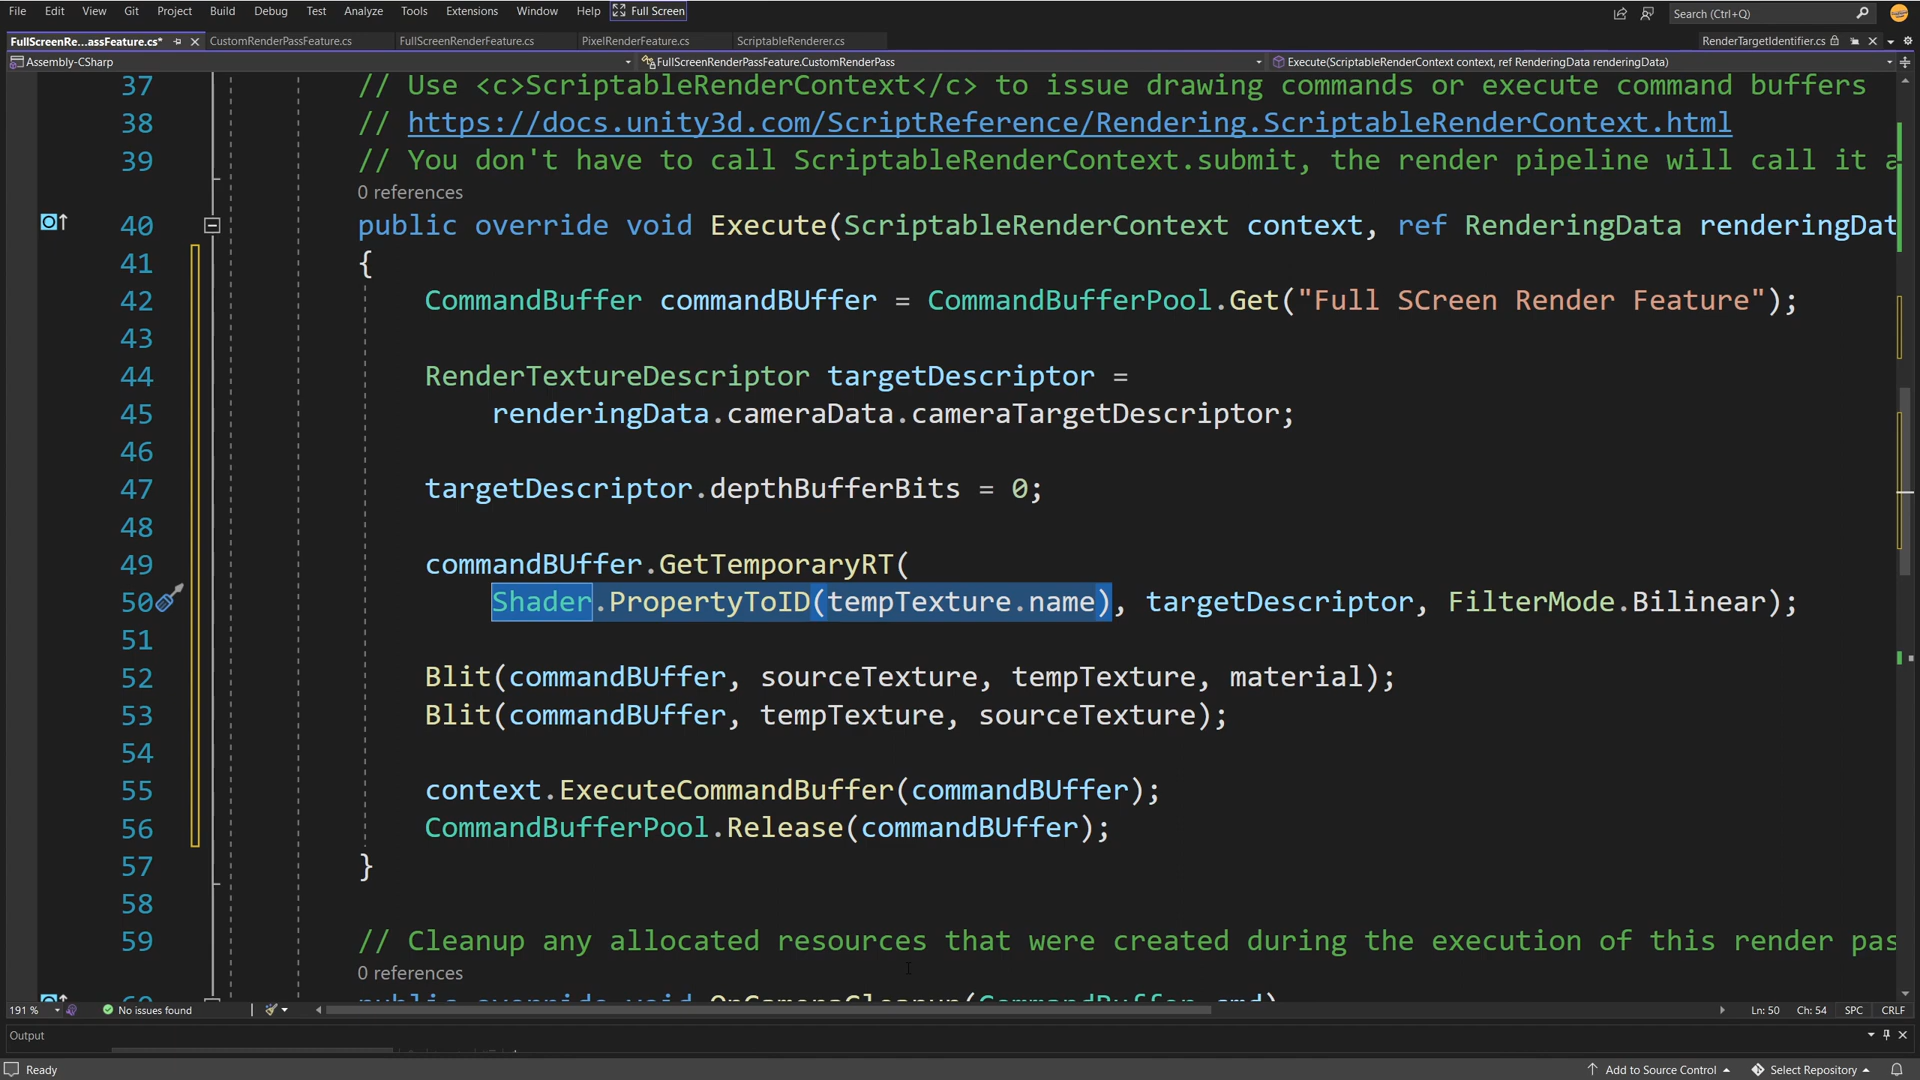 File Edit View Git Project Build Debug Test Analyze Tools Extensions Window Help Full Screen Search (Ctrl+Q)
FullScreenRe...assFeature.cs* CustomRenderPassFeature.cs FullScreenRenderFeature.cs PixelRenderFeature.cs ScriptableRenderer.cs RenderTargetIdentifier.cs
Assembly-CSharp FullScreenRenderPassFeature.CustomRenderPass Execute(ScriptableRenderContext context, ref RenderingData renderingData)
37 // Use <c>ScriptableRenderContext</c> to issue drawing commands or execute command buffers
38 // https://docs.unity3d.com/ScriptReference/Rendering.ScriptableRenderContext.html
39 // You don't have to call ScriptableRenderContext.submit, the render pipeline will call it a
0 references
40 public override void Execute(ScriptableRenderContext context, ref RenderingData renderingDat
41 {
42 CommandBuffer commandBUffer = CommandBufferPool.Get("Full SCreen Render Feature");
43
44 RenderTextureDescriptor targetDescriptor =
45 renderingData.cameraData.cameraTargetDescriptor;
46
47 targetDescriptor.depthBufferBits = 0;
48
49 commandBUffer.GetTemporaryRT(
50 Shader.PropertyToID(tempTexture.name), targetDescriptor, FilterMode.Bilinear);
51
52 Blit(commandBUffer, sourceTexture, tempTexture, material);
53 Blit(commandBUffer, tempTexture, sourceTexture);
54
55 context.ExecuteCommandBuffer(commandBUffer);
56 CommandBufferPool.Release(commandBUffer);
57 }
58
59 // Cleanup any allocated resources that were created during the execution of this render pas
0 references
public override void OnCameraCleanup(CommandBuffer cmd)
191 % No issues found Ln: 50 Ch: 54 SPC CRLF
Output
Ready Add to Source Control Select Repository